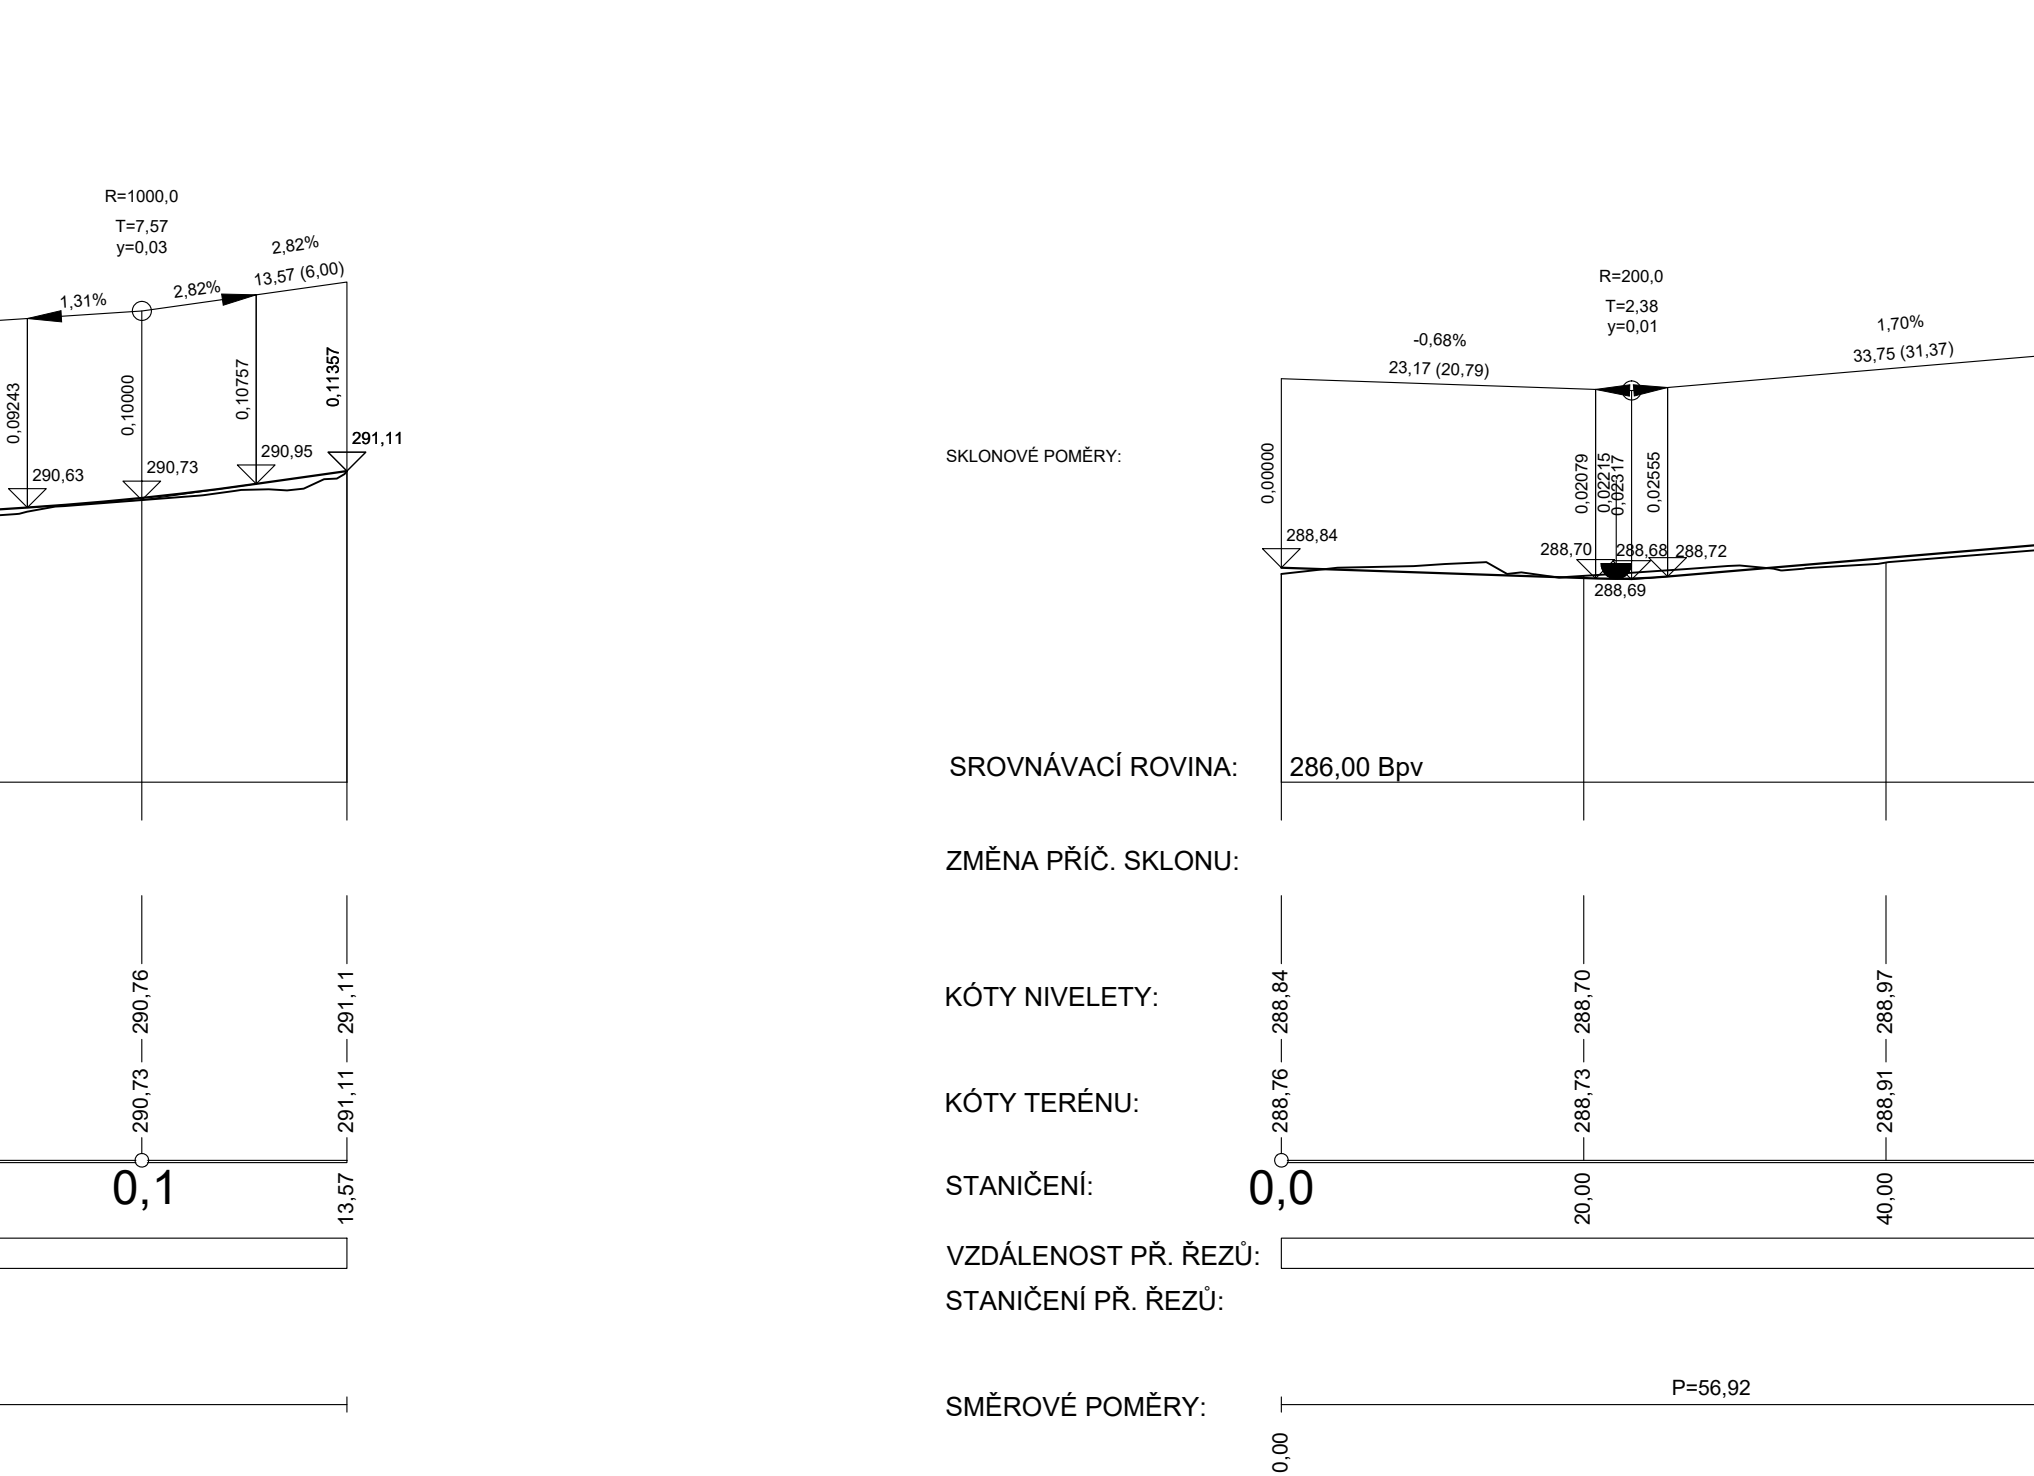 R=1000,0
T=7,57
y=0,03
2,82%
13,57 (6,00)
1,31%
2,82%
0,09243
0,10000
0,10757
0,11357
290,63
290,73
290,95
291,11
290,76
291,11
290,73
291,11
0,1
13,57
R=200,0
T=2,38
y=0,01
-0,68%
23,17 (20,79)
1,70%
33,75 (31,37)
SKLONOVÉ POMĚRY:
0,00000
0,02079
0,02215
0,02317
0,02555
288,84
288,70
288,68
288,72
288,69
SROVNÁVACÍ ROVINA:
286,00 Bpv
ZMĚNA PŘÍČ. SKLONU:
KÓTY NIVELETY:
288,84
288,70
288,97
KÓTY TERÉNU:
288,76
288,73
288,91
STANIČENÍ:
0,0
20,00
40,00
VZDÁLENOST PŘ. ŘEZŮ:
STANIČENÍ PŘ. ŘEZŮ:
SMĚROVÉ POMĚRY:
P=56,92
0,00